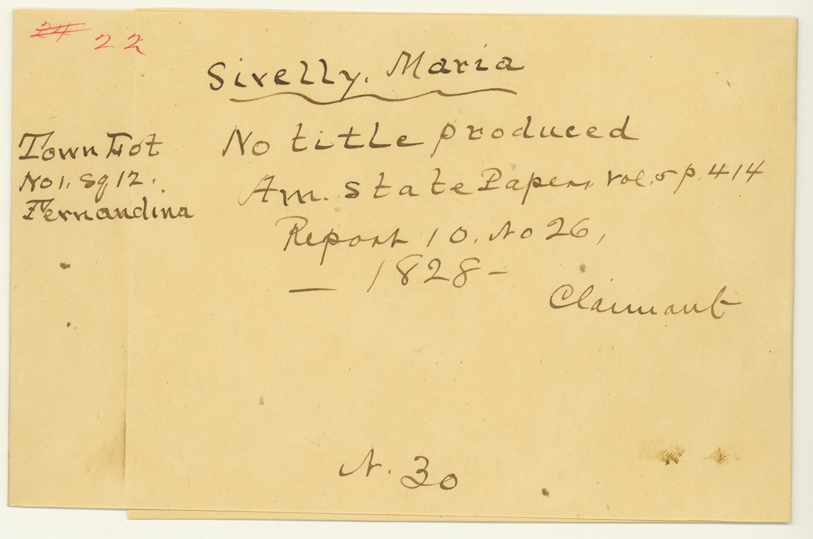 24 22
Sivelly, Maria
Town Lot
No 1, Sq 12.
Fernandina
No title produced
Am. State Papers, vol. 5 p. 414
Report 10, No 26,
— 1828 –
Claimant
N. 30